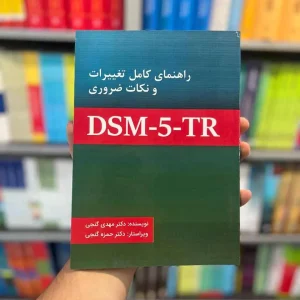 راهنمای کامل تغییرات
و نکات ضروری
DSM-5-TR
نویسنده: دکتر مهدی گنجی
ویراستار: دکتر حمزه گنجی